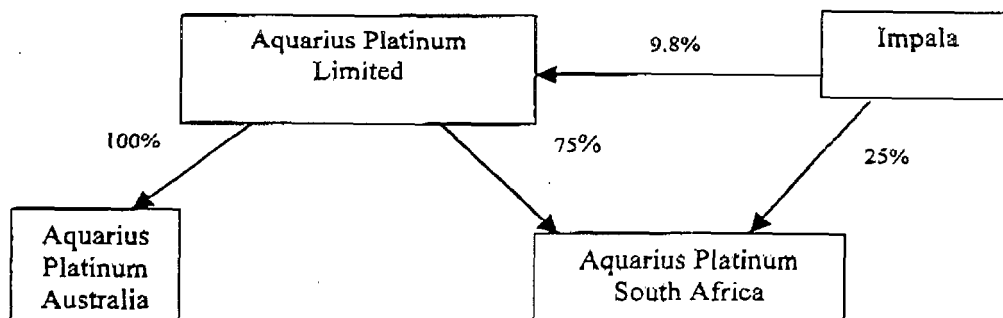 Aquarius Platinum
Limited
9.8%
Impala
100%
75%
25%
Aquarius
Platinum
Australia
Aquarius Platinum
South Africa